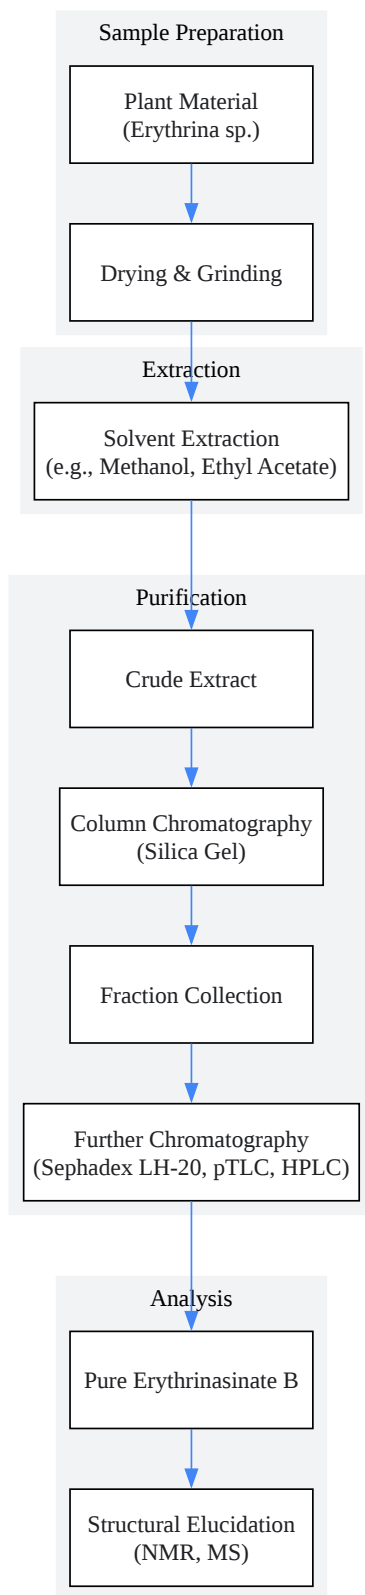 Sample Preparation
Plant Material
(Erythrina sp.)
Drying & Grinding
Extraction
Solvent Extraction
(e.g., Methanol, Ethyl Acetate)
Purification
Crude Extract
Column Chromatography
(Silica Gel)
Fraction Collection
Further Chromatography
(Sephadex LH-20, pTLC, HPLC)
Analysis
Pure Erythrinasinate B
Structural Elucidation
(NMR, MS)